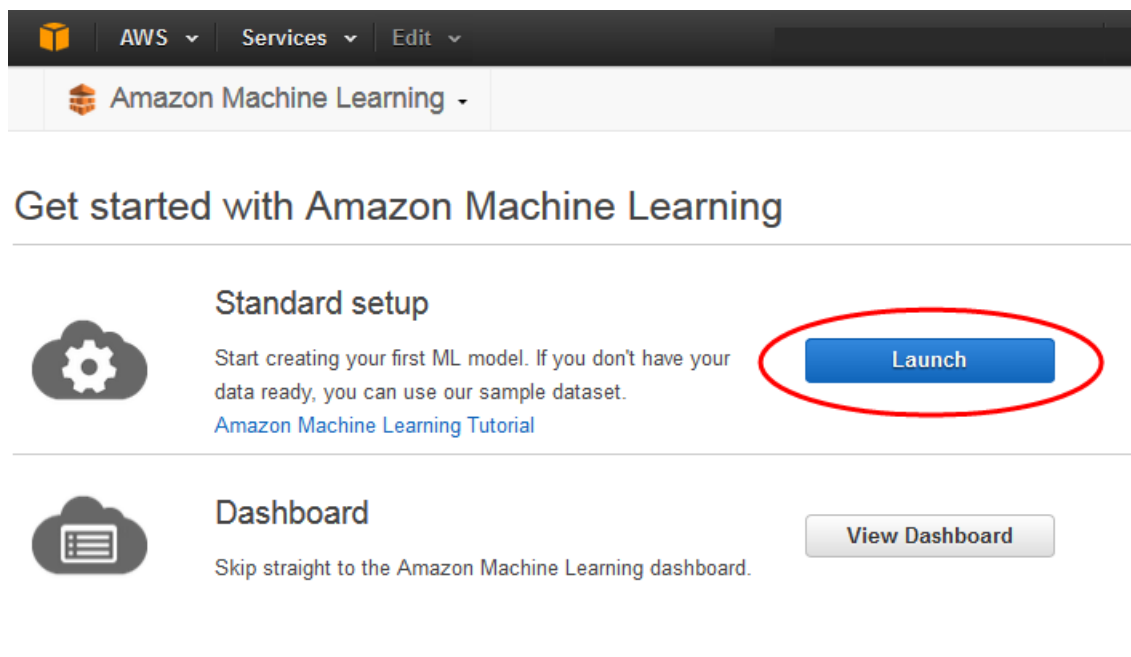 AWS Services Edit
Amazon Machine Learning
Get started with Amazon Machine Learning
Standard setup
Start creating your first ML model. If you don't have your
data ready, you can use our sample dataset.
Amazon Machine Learning Tutorial
Launch
Dashboard
Skip straight to the Amazon Machine Learning dashboard.
View Dashboard